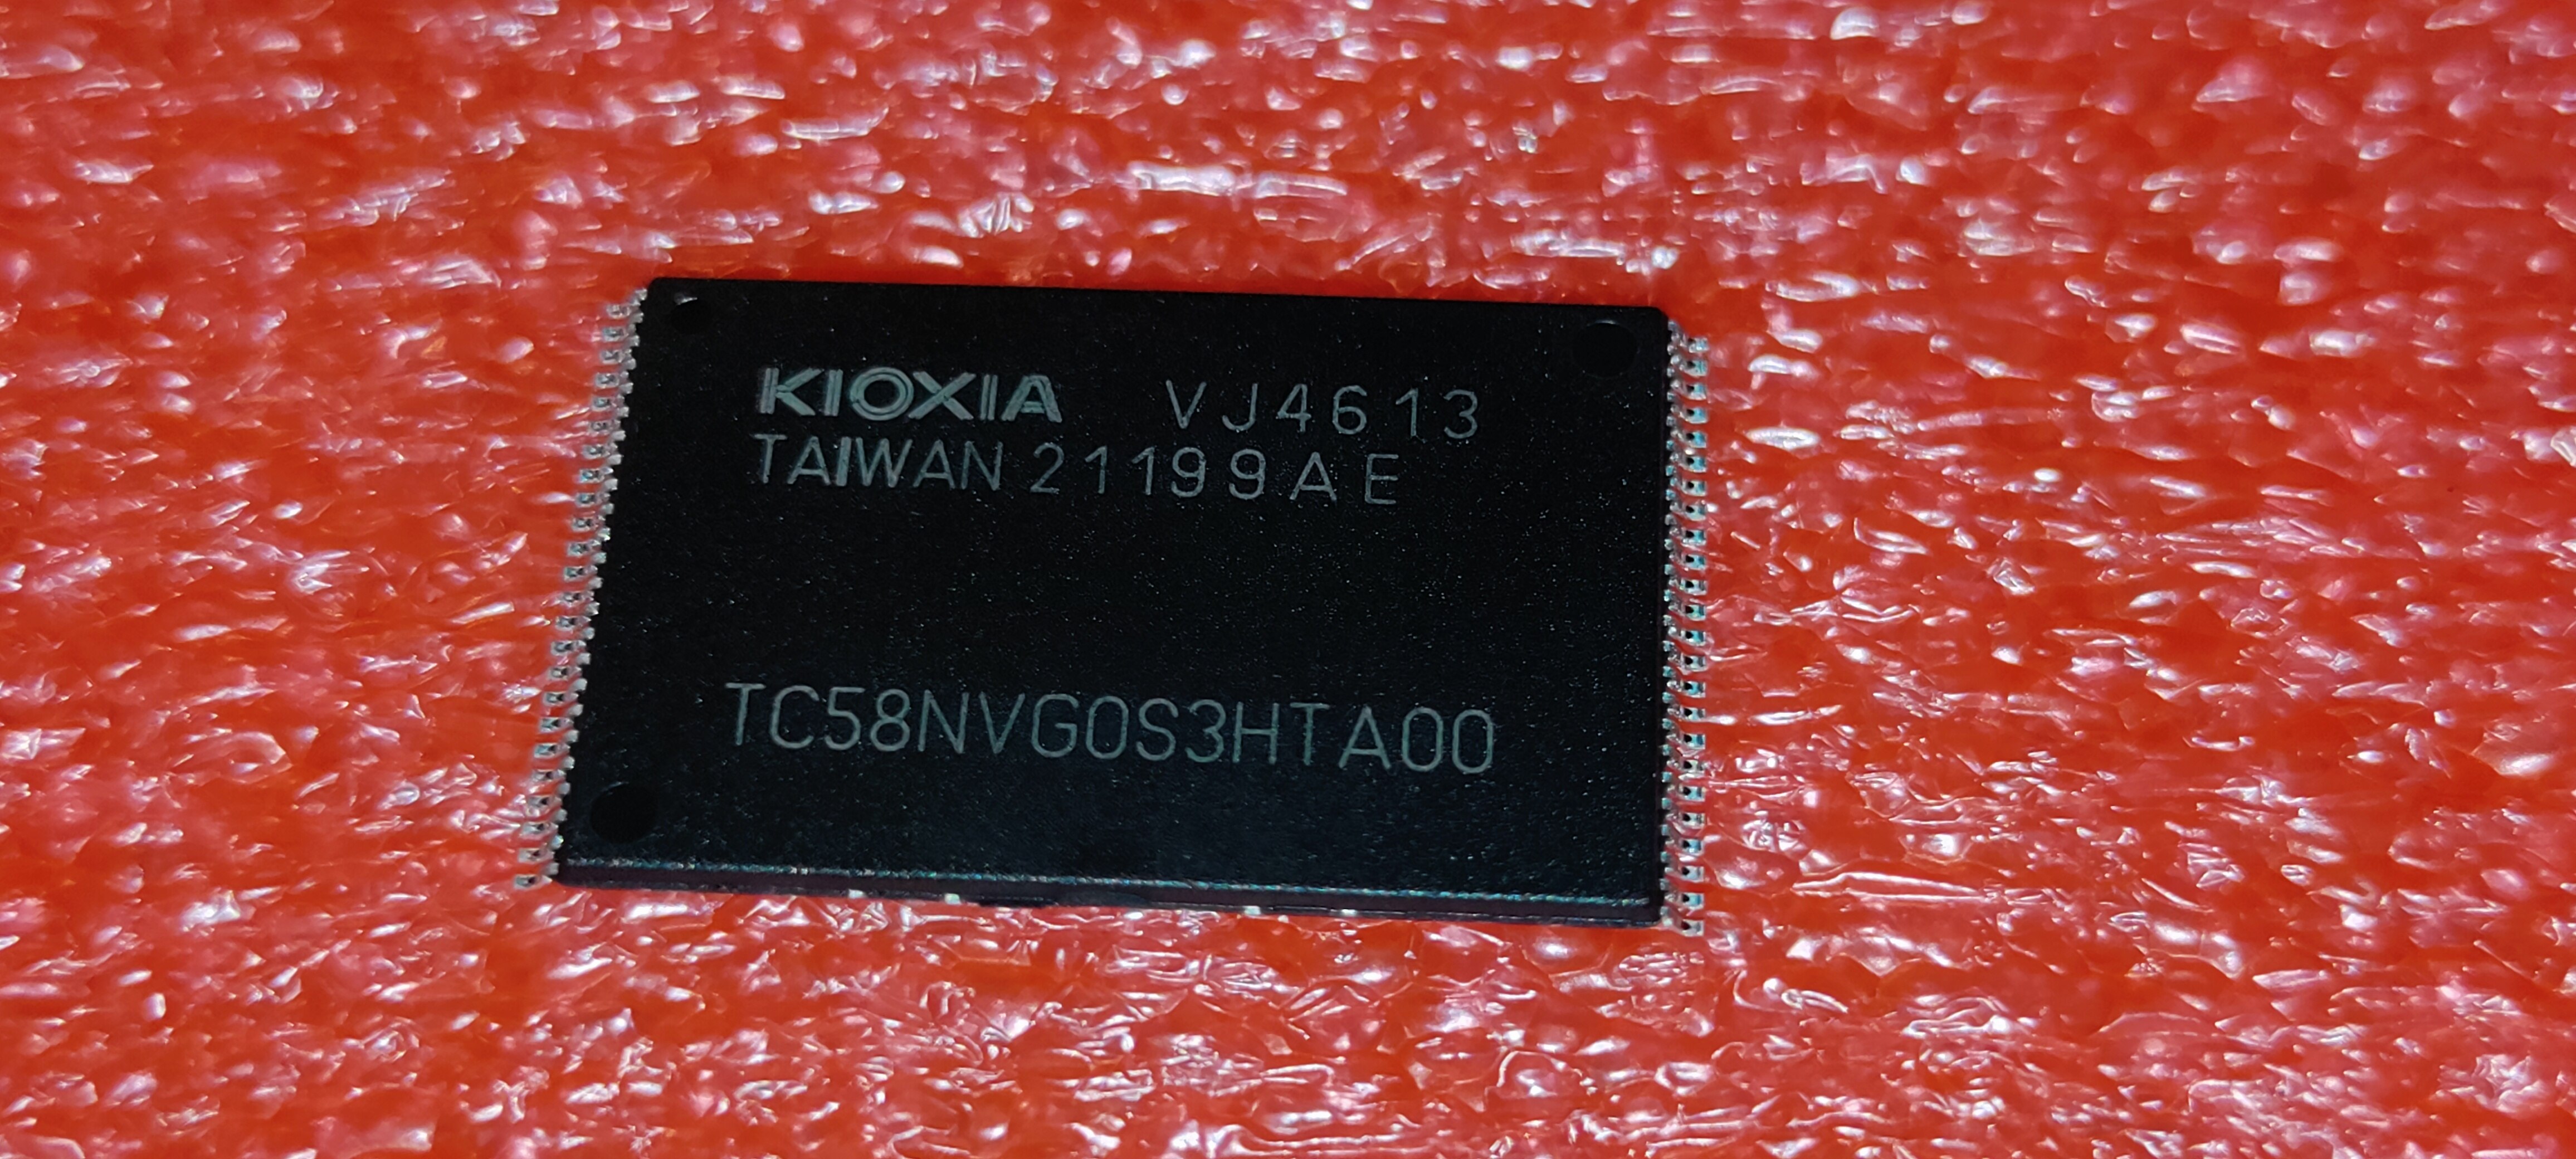 KIOXIA VJ4613
TAIWAN 21199AE
TC58NVG0S3HTA00